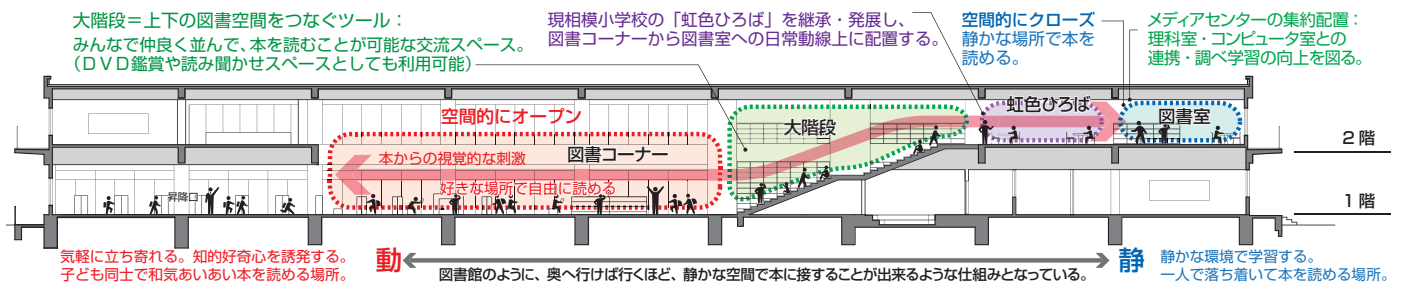 大階段＝上下の図書空間をつなぐツール：
みんなで仲良く並んで、本を読むことが可能な交流スペース。
（ＤＶＤ鑑賞や読み聞かせスペースとしても利用可能）
現相模小学校の「虹色ひろば」を継承・発展し、
図書コーナーから図書室への日常動線上に配置する。
空間的にクローズ
静かな場所で本を
読める。
メディアセンターの集約配置：
理科室・コンピュータ室との
連携・調べ学習の向上を図る。
空間的にオープン
図書コーナー
本からの視覚的な刺激
好きな場所で自由に読める
大階段
虹色ひろば
図書室
昇降口
２階
１階
気軽に立ち寄れる。知的好奇心を誘発する。
子ども同士で和気あいあい本を読める場所。
動
図書館のように、奥へ行けば行くほど、静かな空間で本に接することが出来るような仕組みとなっている。
静
静かな環境で学習する。
一人で落ち着いて本を読める場所。